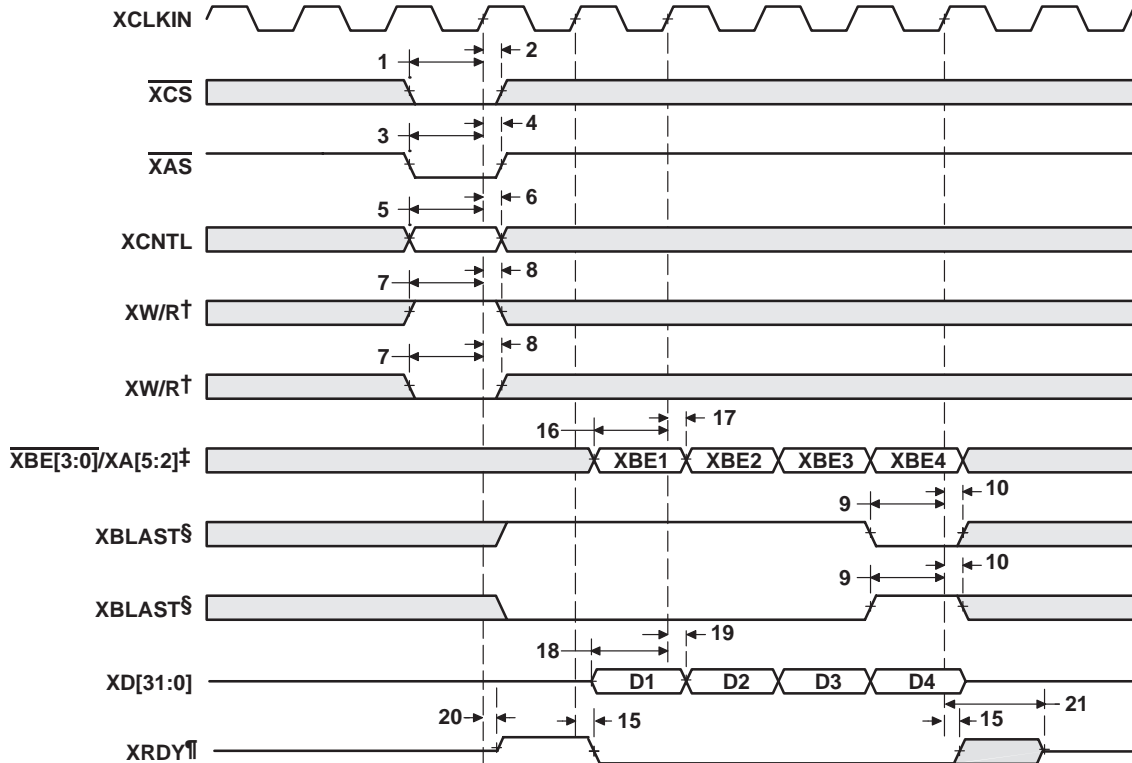 XCLKIN
1
2
XCS
3
4
XAS
5
6
XCNTL
7
8
XW/R†
7
8
XW/R†
16
17
XBE[3:0]/XA[5:2]‡
XBE1 XBE2 XBE3 XBE4
9
10
XBLAST§
9
10
XBLAST§
18
19
XD[31:0]
D1 D2 D3 D4
20
15
15
21
XRDY¶